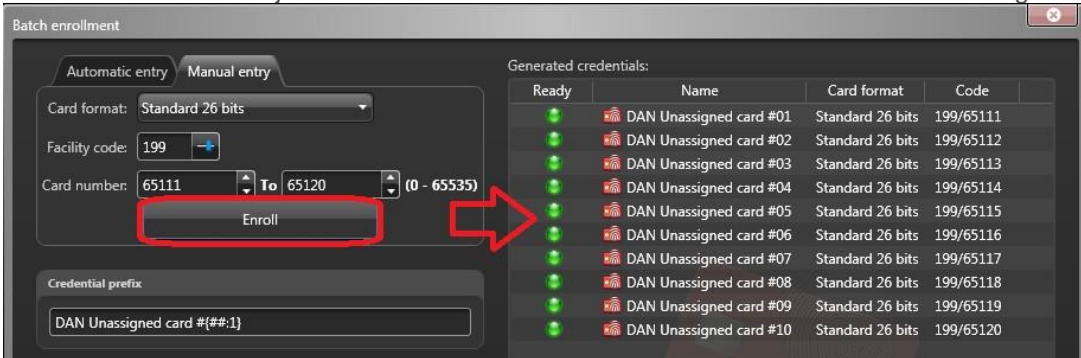 Batch enrollment
Automatic entry Manual entry
Card format: Standard 26 bits
Facility code: 199
Card number: 65111 To 65120 (0 - 65535)
Enroll
Credential prefix
DAN Unassigned card #{##:1}
Generated credentials:
Ready Name Card format Code
DAN Unassigned card #01 Standard 26 bits 199/65111
DAN Unassigned card #02 Standard 26 bits 199/65112
DAN Unassigned card #03 Standard 26 bits 199/65113
DAN Unassigned card #04 Standard 26 bits 199/65114
DAN Unassigned card #05 Standard 26 bits 199/65115
DAN Unassigned card #06 Standard 26 bits 199/65116
DAN Unassigned card #07 Standard 26 bits 199/65117
DAN Unassigned card #08 Standard 26 bits 199/65118
DAN Unassigned card #09 Standard 26 bits 199/65119
DAN Unassigned card #10 Standard 26 bits 199/65120